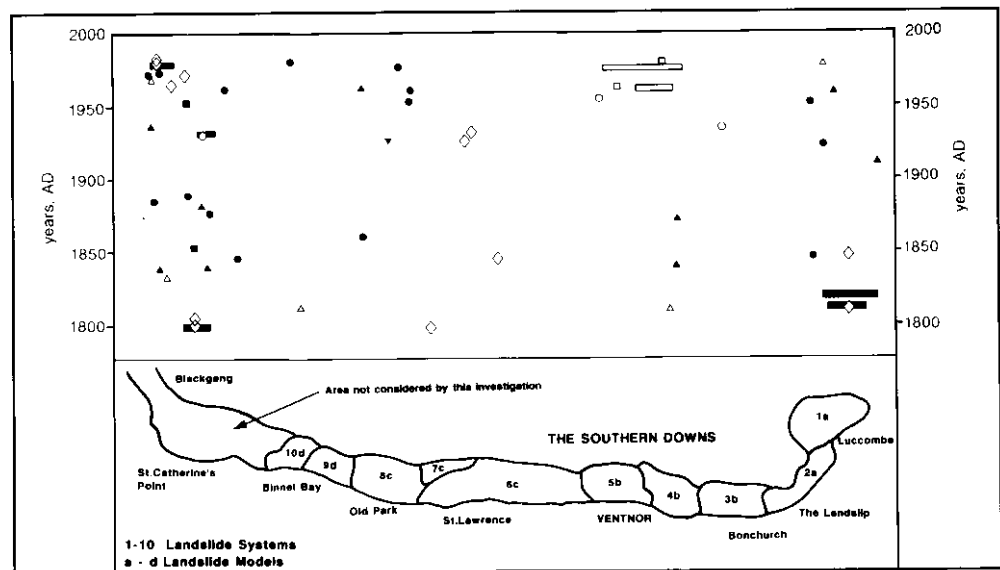 2000
1950
1900
1850
1800
years, AD
2000
1950
1900
1850
1800
years, AD
Blackgang
Area not considered by this investigation
THE SOUTHERN DOWNS
1a
Luccombe
10d
9d
8c
7c
6c
5b
4b
3b
2a
St.Catherine's
Point
Binnel Bay
Old Park
St.Lawrence
VENTNOR
Bonchurch
The Landslip
1-10 Landslide Systems
a - d Landslide Models